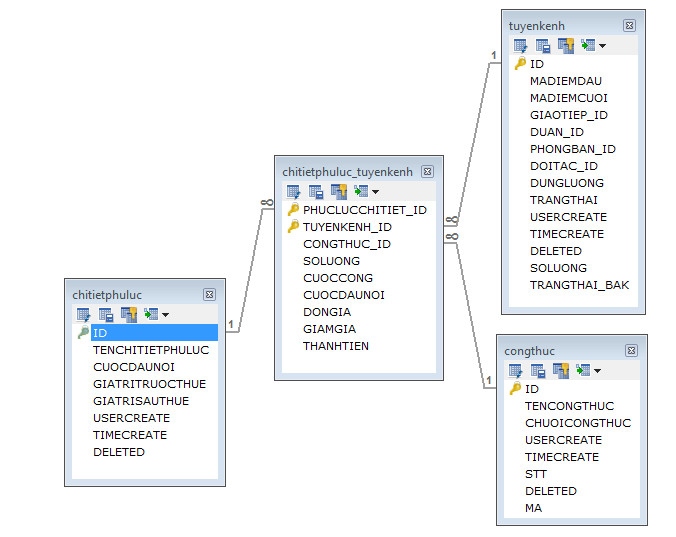 tuyenkenh
ID
MADIEMDAU
MADIEMCUOI
GIAOTIEP_ID
DUAN_ID
PHONGBAN_ID
DOITAC_ID
DUNGLUONG
TRANGTHAI
USERCREATE
TIMECREATE
DELETED
SOLUONG
TRANGTHAI_BAK
1
chitietphuluc_tuyenkenh
PHUCLUCCHITIET_ID
TUYENKENH_ID
CONGTHUC_ID
SOLUONG
CUOCCONG
CUOCDAUNOI
DONGIA
GIAMGIA
THANHTIEN
∞
∞
∞
chitietphuluc
ID
TENCHITIETPHULUC
CUOCDAUNOI
GIATRITRUOCTHUE
GIATRISAUTHUE
USERCREATE
TIMECREATE
DELETED
1
congthuc
ID
TENCONGTHUC
CHUOICONGTHUC
USERCREATE
TIMECREATE
STT
DELETED
MA
1